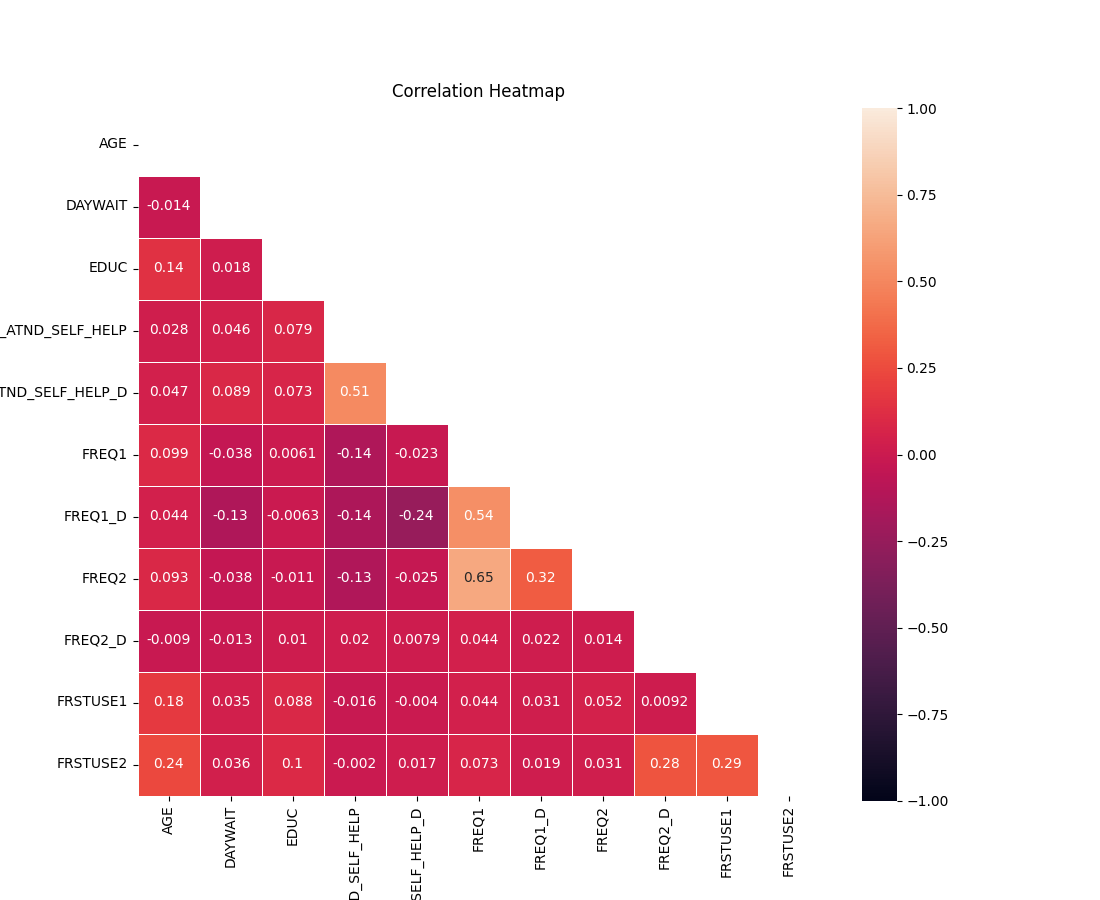 Correlation Heatmap
1.00
AGE
DAYWAIT -0.014
0.75
EDUC 0.14 0.018
0.50
_ATND_SELF_HELP 0.028 0.046 0.079
0.25
TND_SELF_HELP_D 0.047 0.089 0.073 0.51
FREQ1 0.099 -0.038 0.0061 -0.14 -0.023
0.00
FREQ1_D 0.044 -0.13 -0.0063 -0.14 -0.24 0.54
−0.25
FREQ2 0.093 -0.038 -0.011 -0.13 -0.025 0.65 0.32
−0.50
FREQ2_D -0.009 -0.013 0.01 0.02 0.0079 0.044 0.022 0.014
FRSTUSE1 0.18 0.035 0.088 -0.016 -0.004 0.044 0.031 0.052 0.0092
−0.75
FRSTUSE2 0.24 0.036 0.1 -0.002 0.017 0.073 0.019 0.031 0.28 0.29
−1.00
AGE
DAYWAIT
EDUC
D_SELF_HELP
SELF_HELP_D
FREQ1
FREQ1_D
FREQ2
FREQ2_D
FRSTUSE1
FRSTUSE2